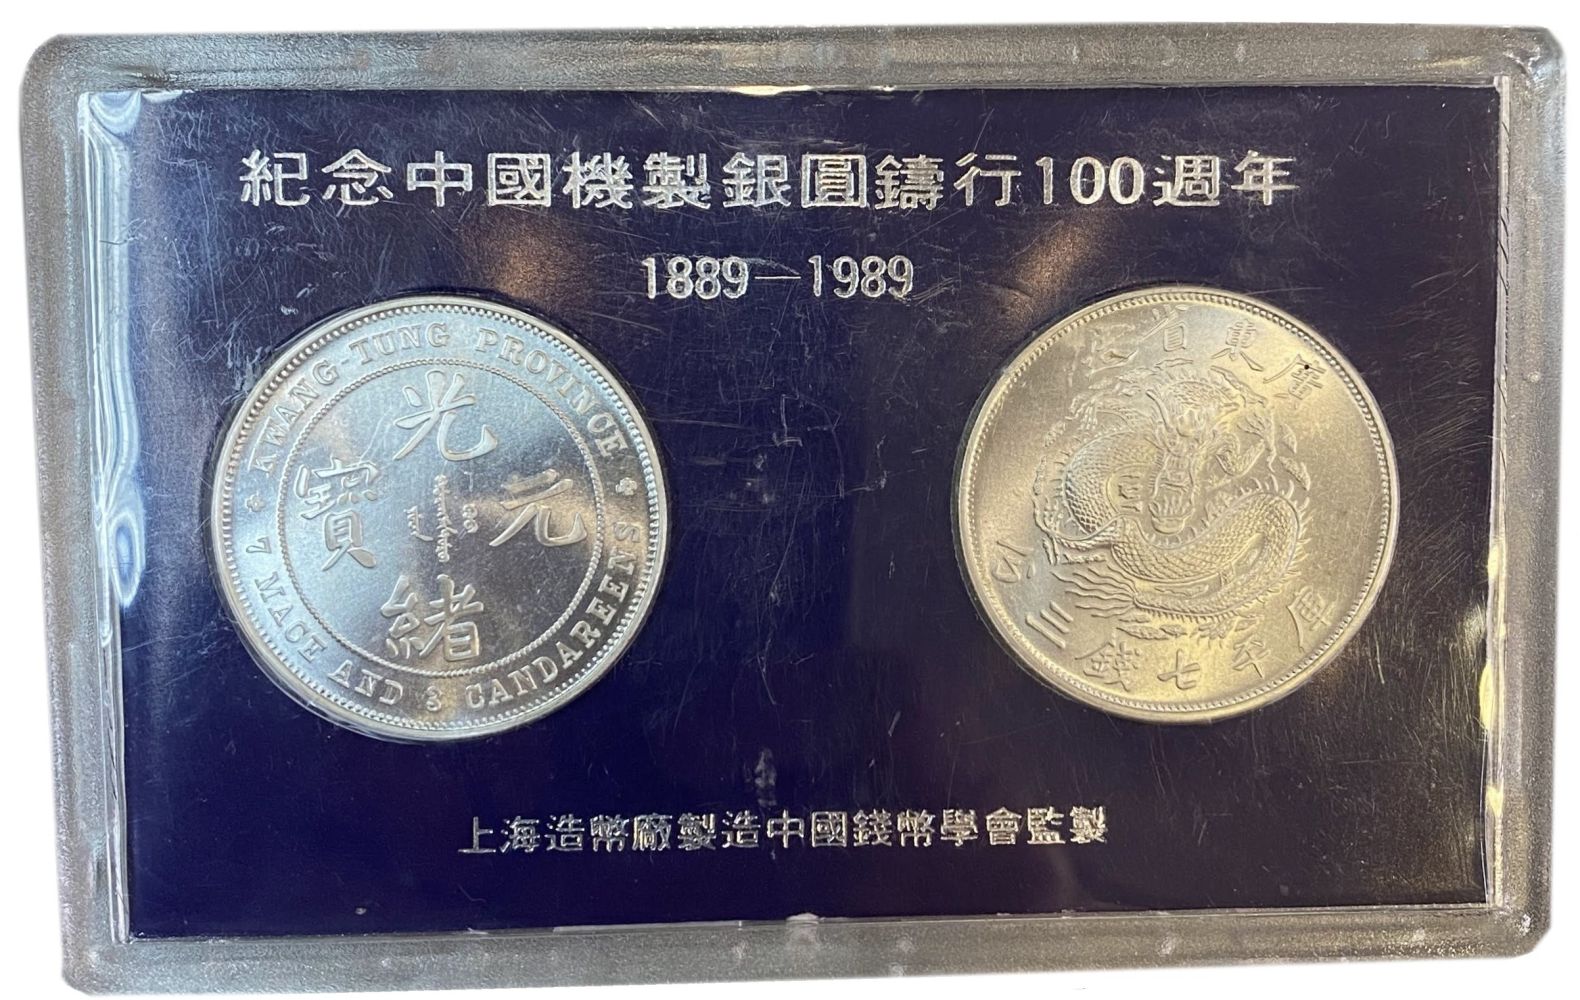 紀念中國機製銀圓鑄行100週年
1889—1989
KWANG-TUNG PROVINCE
光
寶 元
緒
7 MACE AND 3 CANDAREENS
造省東廣
庫平七錢三分
上海造幣廠製造中國錢幣學會監製